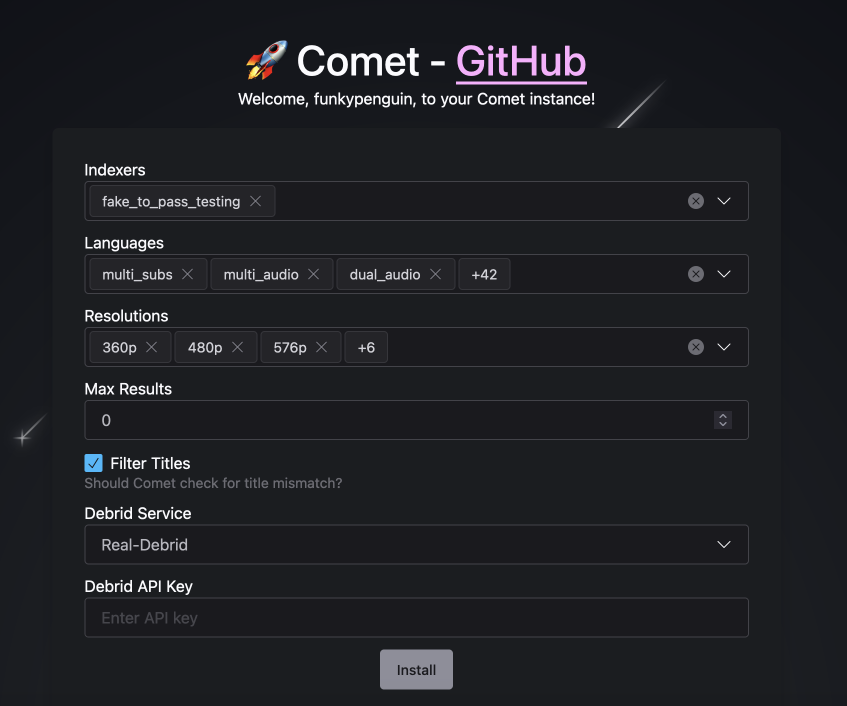 🚀 Comet - GitHub
Welcome, funkypenguin, to your Comet instance!
Indexers
fake_to_pass_testing
Languages
multi_subs multi_audio dual_audio +42
Resolutions
360p 480p 576p +6
Max Results
0
Filter Titles
Should Comet check for title mismatch?
Debrid Service
Real-Debrid
Debrid API Key
Enter API key
Install